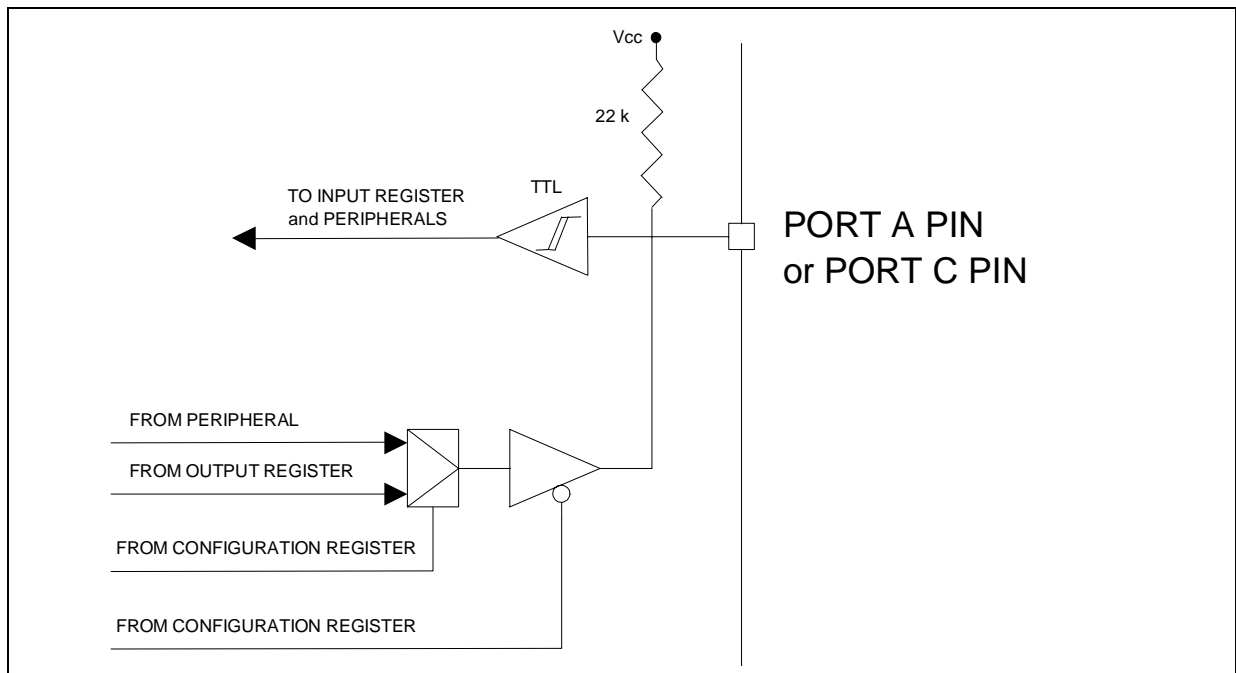 Vcc
22 k
TTL
TO INPUT REGISTER
and PERIPHERALS
PORT A PIN
or PORT C PIN
FROM PERIPHERAL
FROM OUTPUT REGISTER
FROM CONFIGURATION REGISTER
FROM CONFIGURATION REGISTER